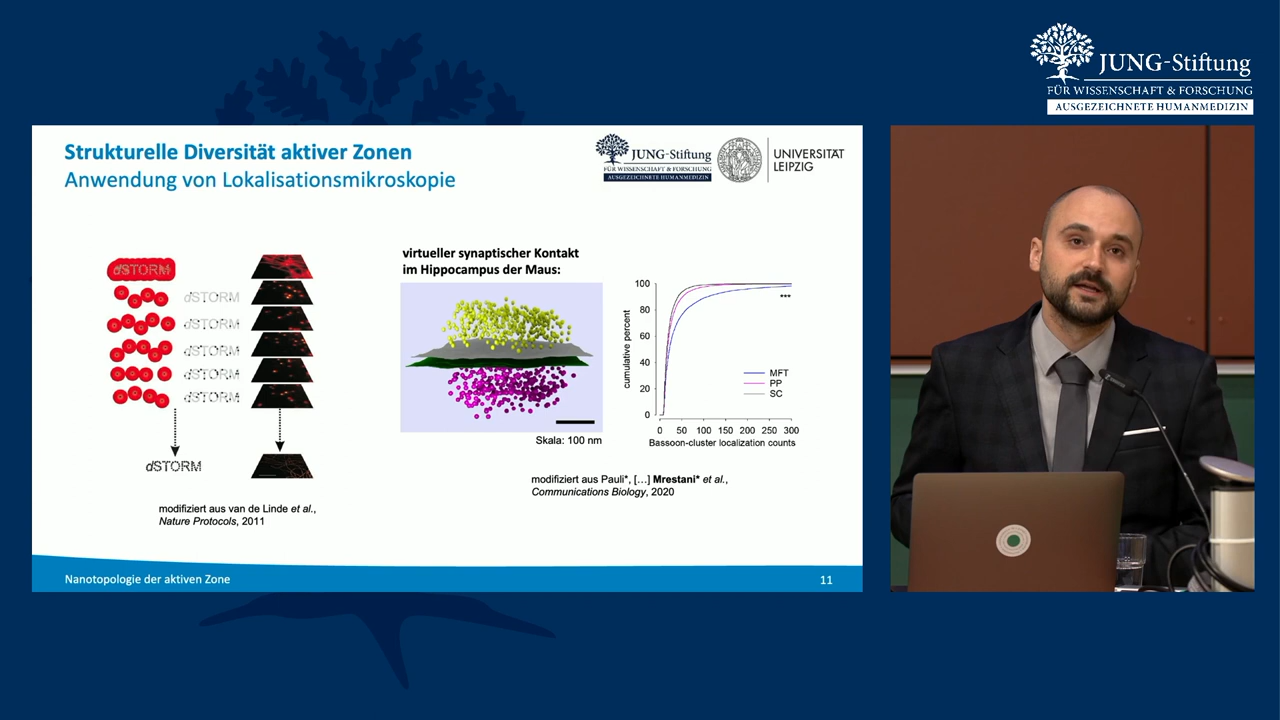 JUNG-Stiftung
FÜR WISSENSCHAFT & FORSCHUNG
AUSGEZEICHNETE HUMANMEDIZIN
Strukturelle Diversität aktiver Zonen
Anwendung von Lokalisationsmikroskopie
JUNG-Stiftung
FÜR WISSENSCHAFT & FORSCHUNG
AUSGEZEICHNETE HUMANMEDIZIN
UNIVERSITÄT
LEIPZIG
dSTORM
dSTORM
dSTORM
dSTORM
dSTORM
dSTORM
dSTORM
modifiziert aus van de Linde et al.,
Nature Protocols, 2011
virtueller synaptischer Kontakt
im Hippocampus der Maus:
Skala: 100 nm
cumulative percent
100
80
60
40
20
0
***
MFT
PP
SC
0 50 100 150 200 250 300
Bassoon-cluster localization counts
modifiziert aus Pauli*, [...] Mrestani* et al.,
Communications Biology, 2020
Nanotopologie der aktiven Zone
11